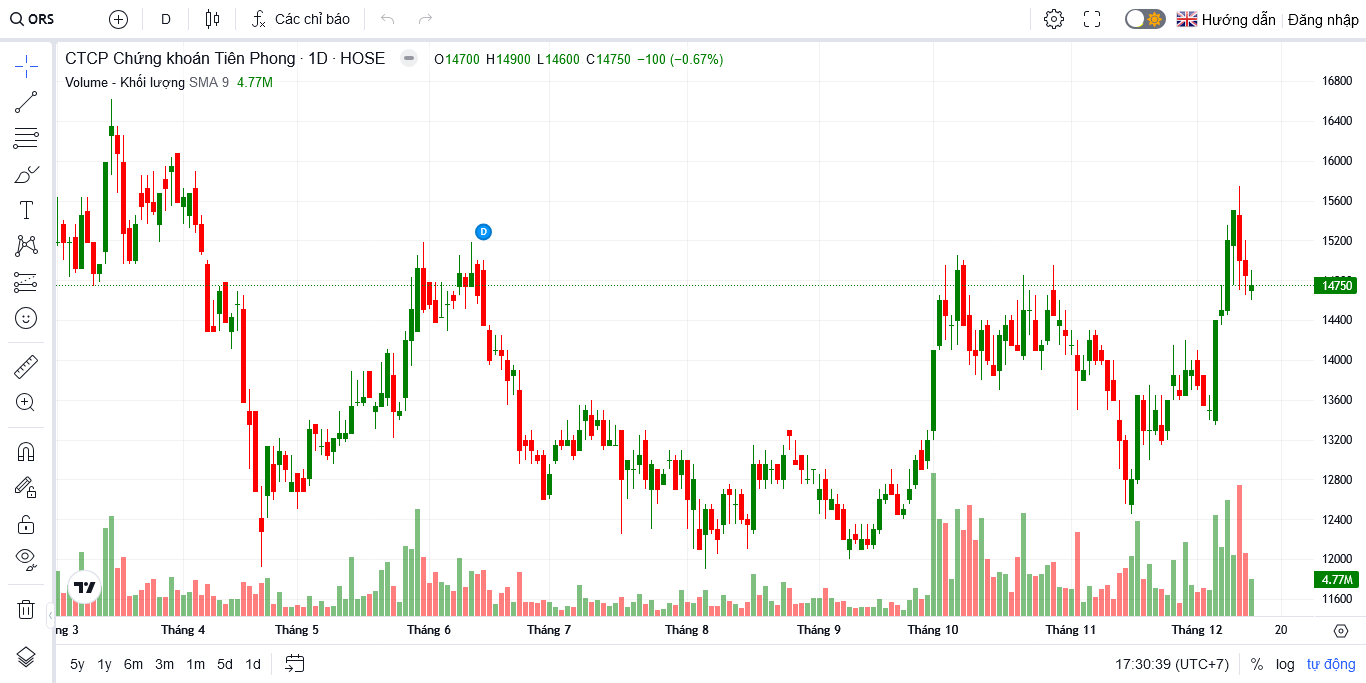 ORS D Các chỉ báo Hướng dẫn Đăng nhập
CTCP Chứng khoán Tiên Phong · 1D · HOSE O14700 H14900 L14600 C14750 −100 (−0.67%)
Volume - Khối lượng SMA 9 4.77M
D
16800
16400
16000
15600
15200
14750
14400
14000
13600
13200
12800
12400
12000
4.77M
11600
ng 3 Tháng 4 Tháng 5 Tháng 6 Tháng 7 Tháng 8 Tháng 9 Tháng 10 Tháng 11 Tháng 12 20
5y 1y 6m 3m 1m 5d 1d 17:30:39 (UTC+7) % log tự động